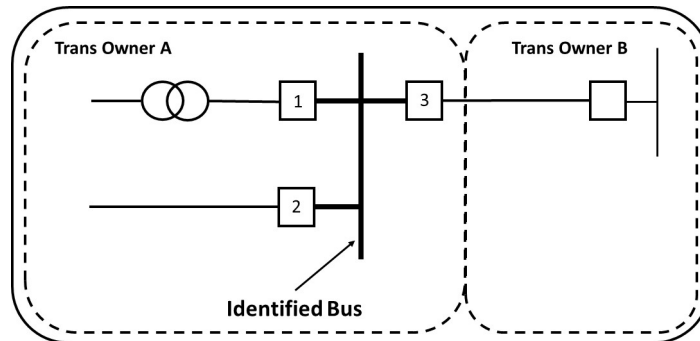 Trans Owner A
Trans Owner B
1
3
2
Identified Bus